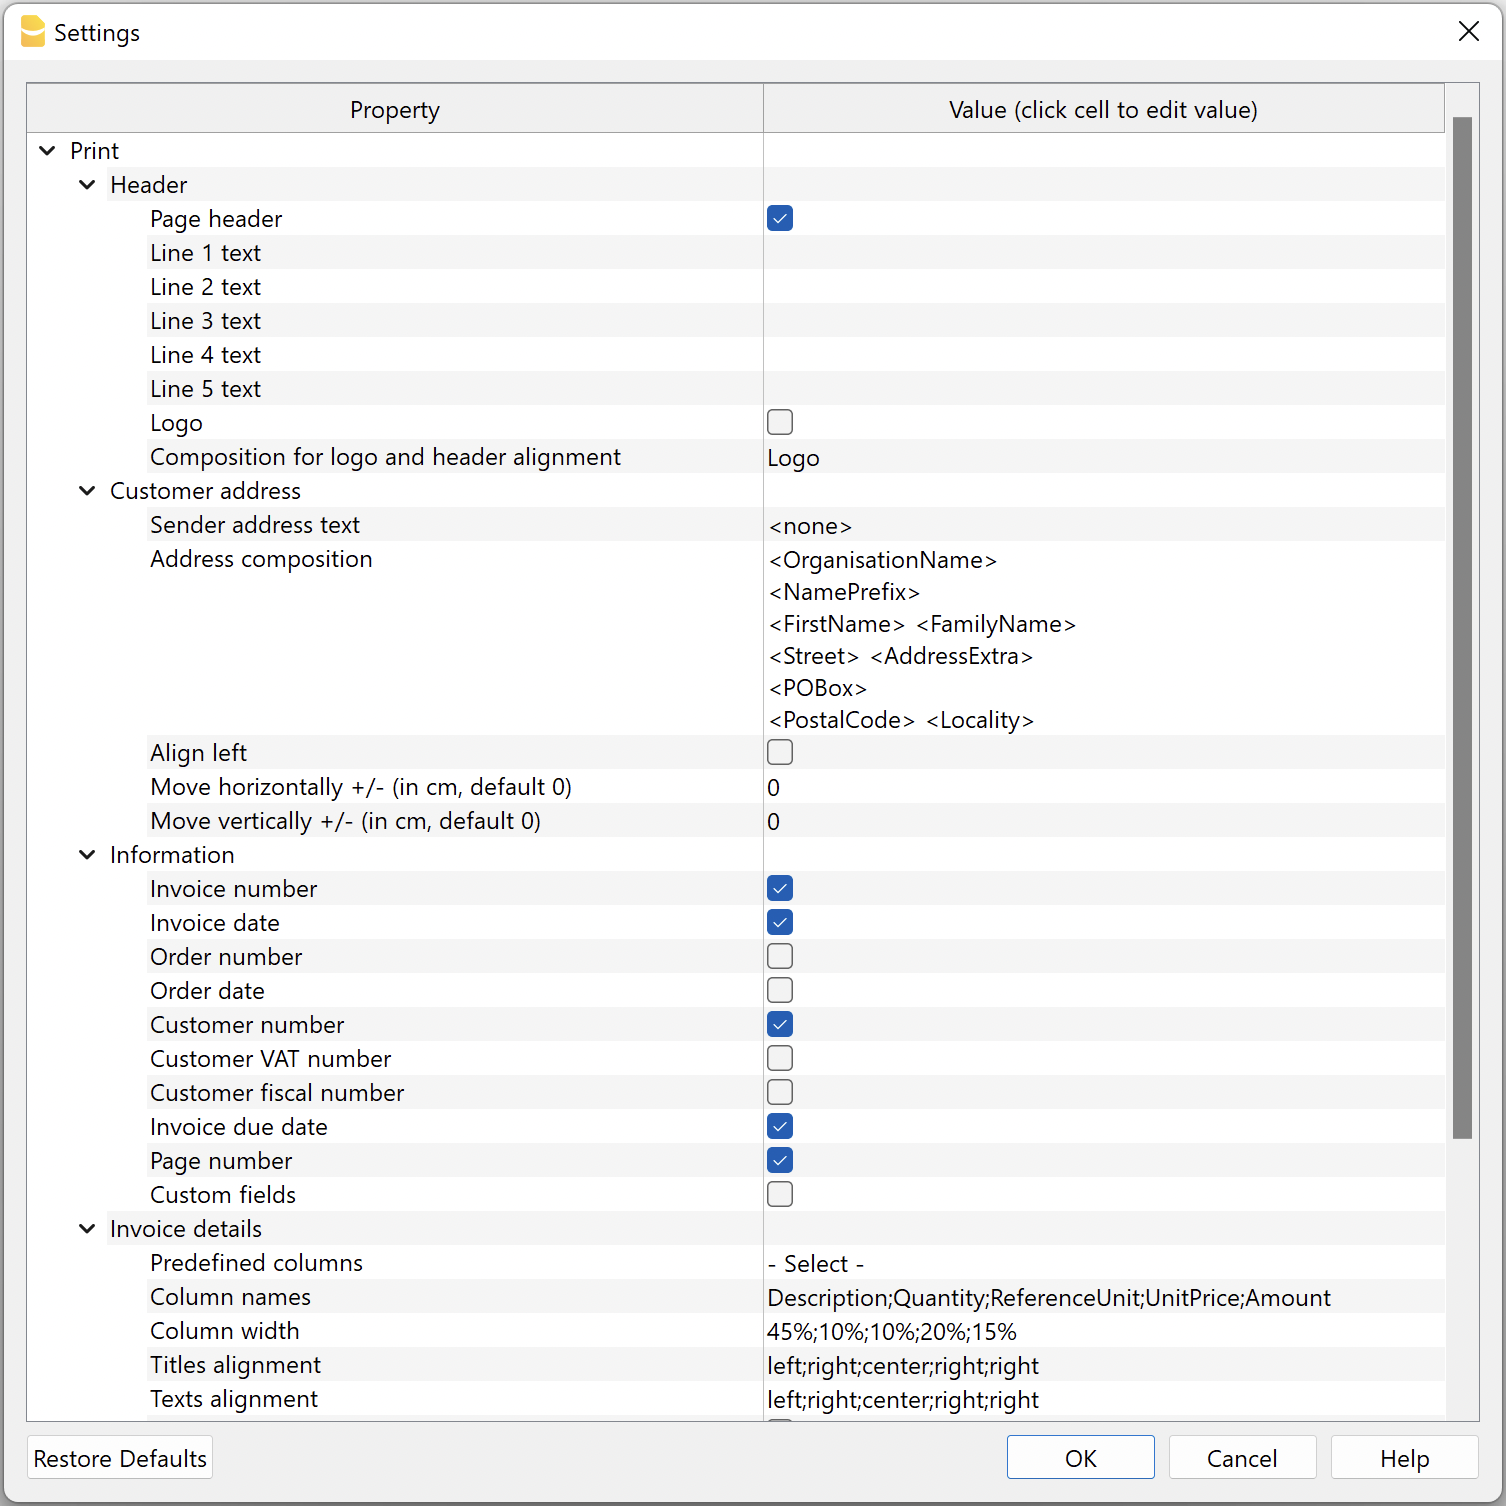 Settings
Property Value (click cell to edit value)
Print
Header
Page header
Line 1 text
Line 2 text
Line 3 text
Line 4 text
Line 5 text
Logo
Composition for logo and header alignment Logo
Customer address
Sender address text <none>
Address composition <OrganisationName>
<NamePrefix>
<FirstName> <FamilyName>
<Street> <AddressExtra>
<POBox>
<PostalCode> <Locality>
Align left
Move horizontally +/- (in cm, default 0) 0
Move vertically +/- (in cm, default 0) 0
Information
Invoice number
Invoice date
Order number
Order date
Customer number
Customer VAT number
Customer fiscal number
Invoice due date
Page number
Custom fields
Invoice details
Predefined columns - Select -
Column names Description;Quantity;ReferenceUnit;UnitPrice;Amount
Column width 45%;10%;10%;20%;15%
Titles alignment left;right;center;right;right
Texts alignment left;right;center;right;right
Restore Defaults OK Cancel Help